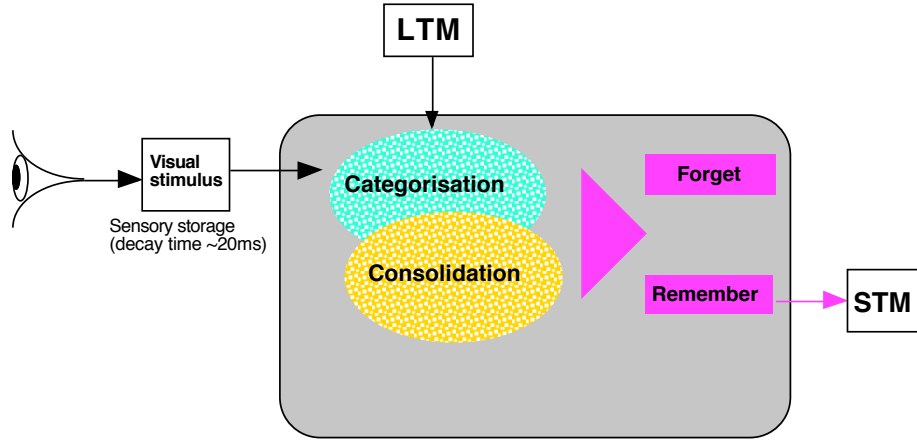 LTM
Visual
stimulus
Sensory storage
(decay time ~20ms)
Categorisation
Consolidation
Forget
Remember
STM